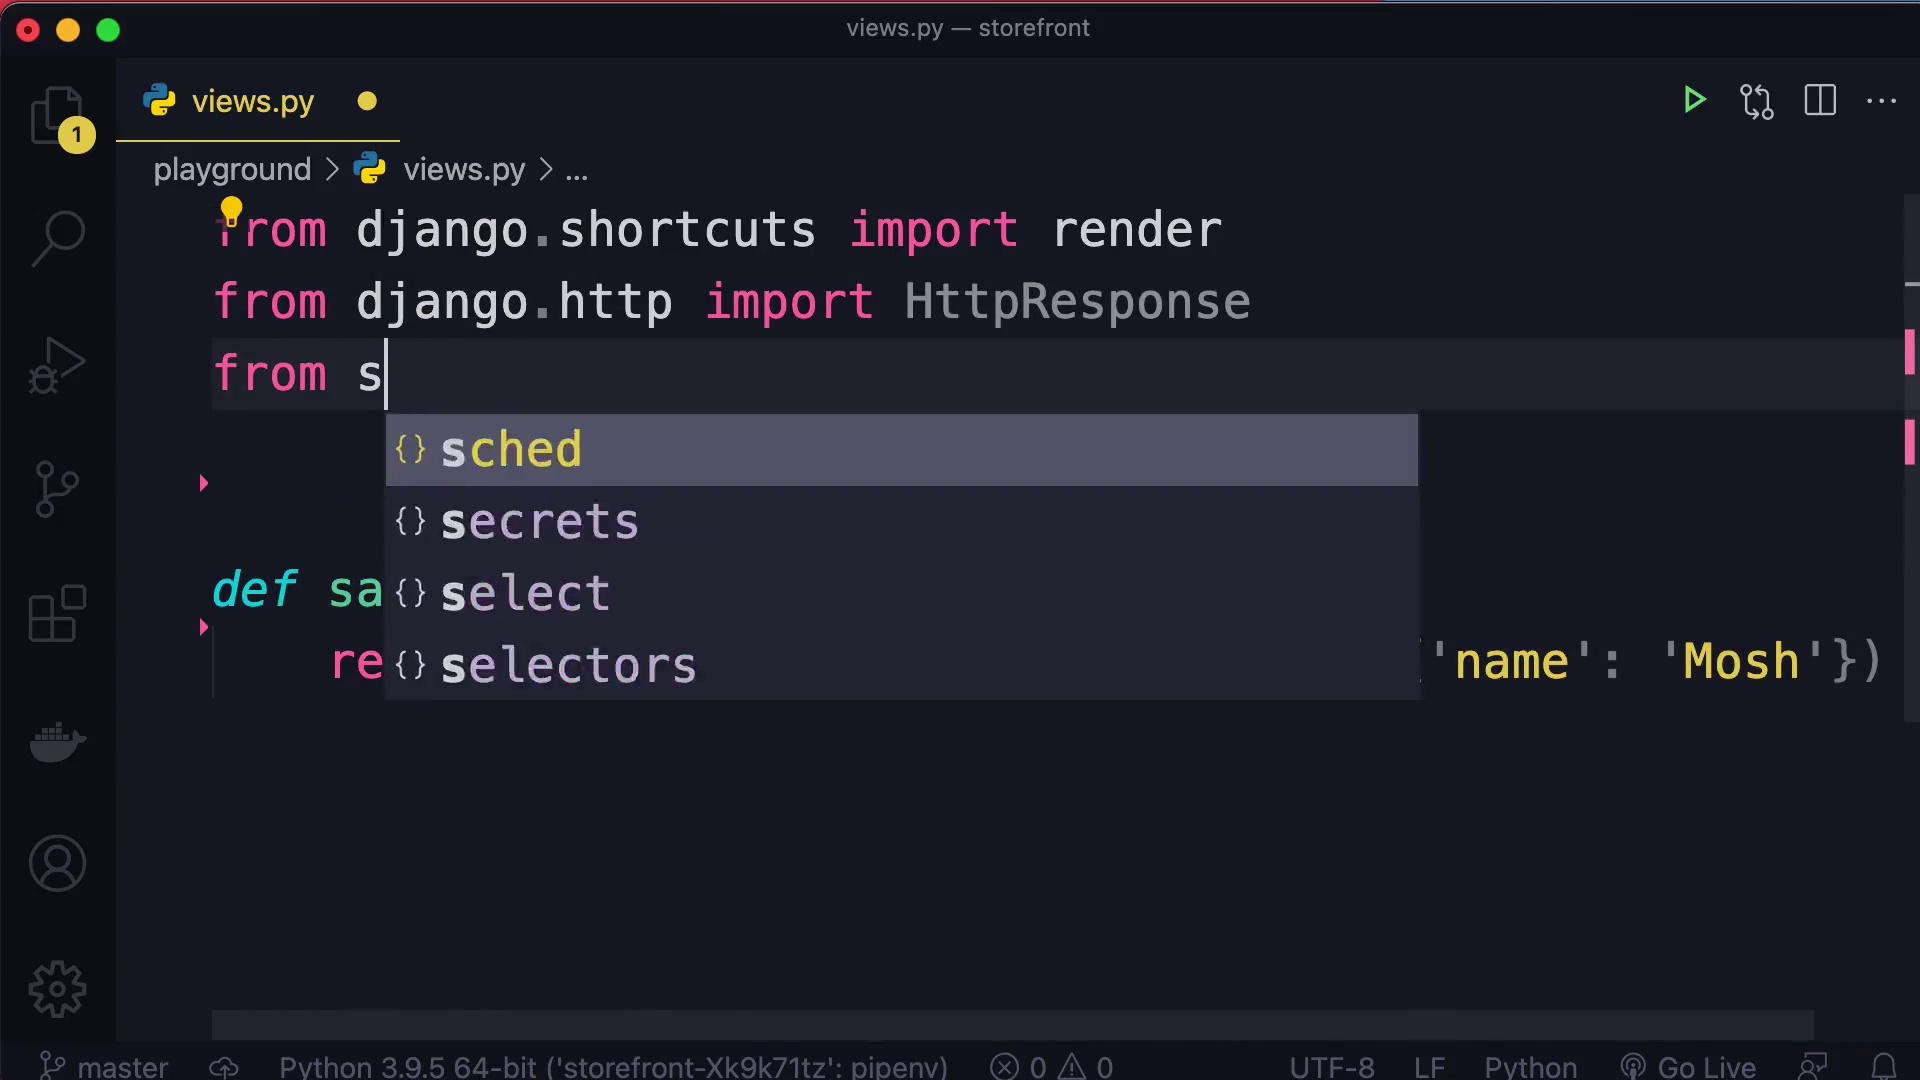 views.py — storefront
views.py
1
playground > views.py > ...
from django.shortcuts import render
from django.http import HttpResponse
from s
{} sched
{} secrets
def sa {} select
re {} selectors 'name': 'Mosh'})
master Python 3.9.5 64-bit ('storefront-Xk9k71tz': pipenv) 0 0 UTF-8 LF Python Go Live